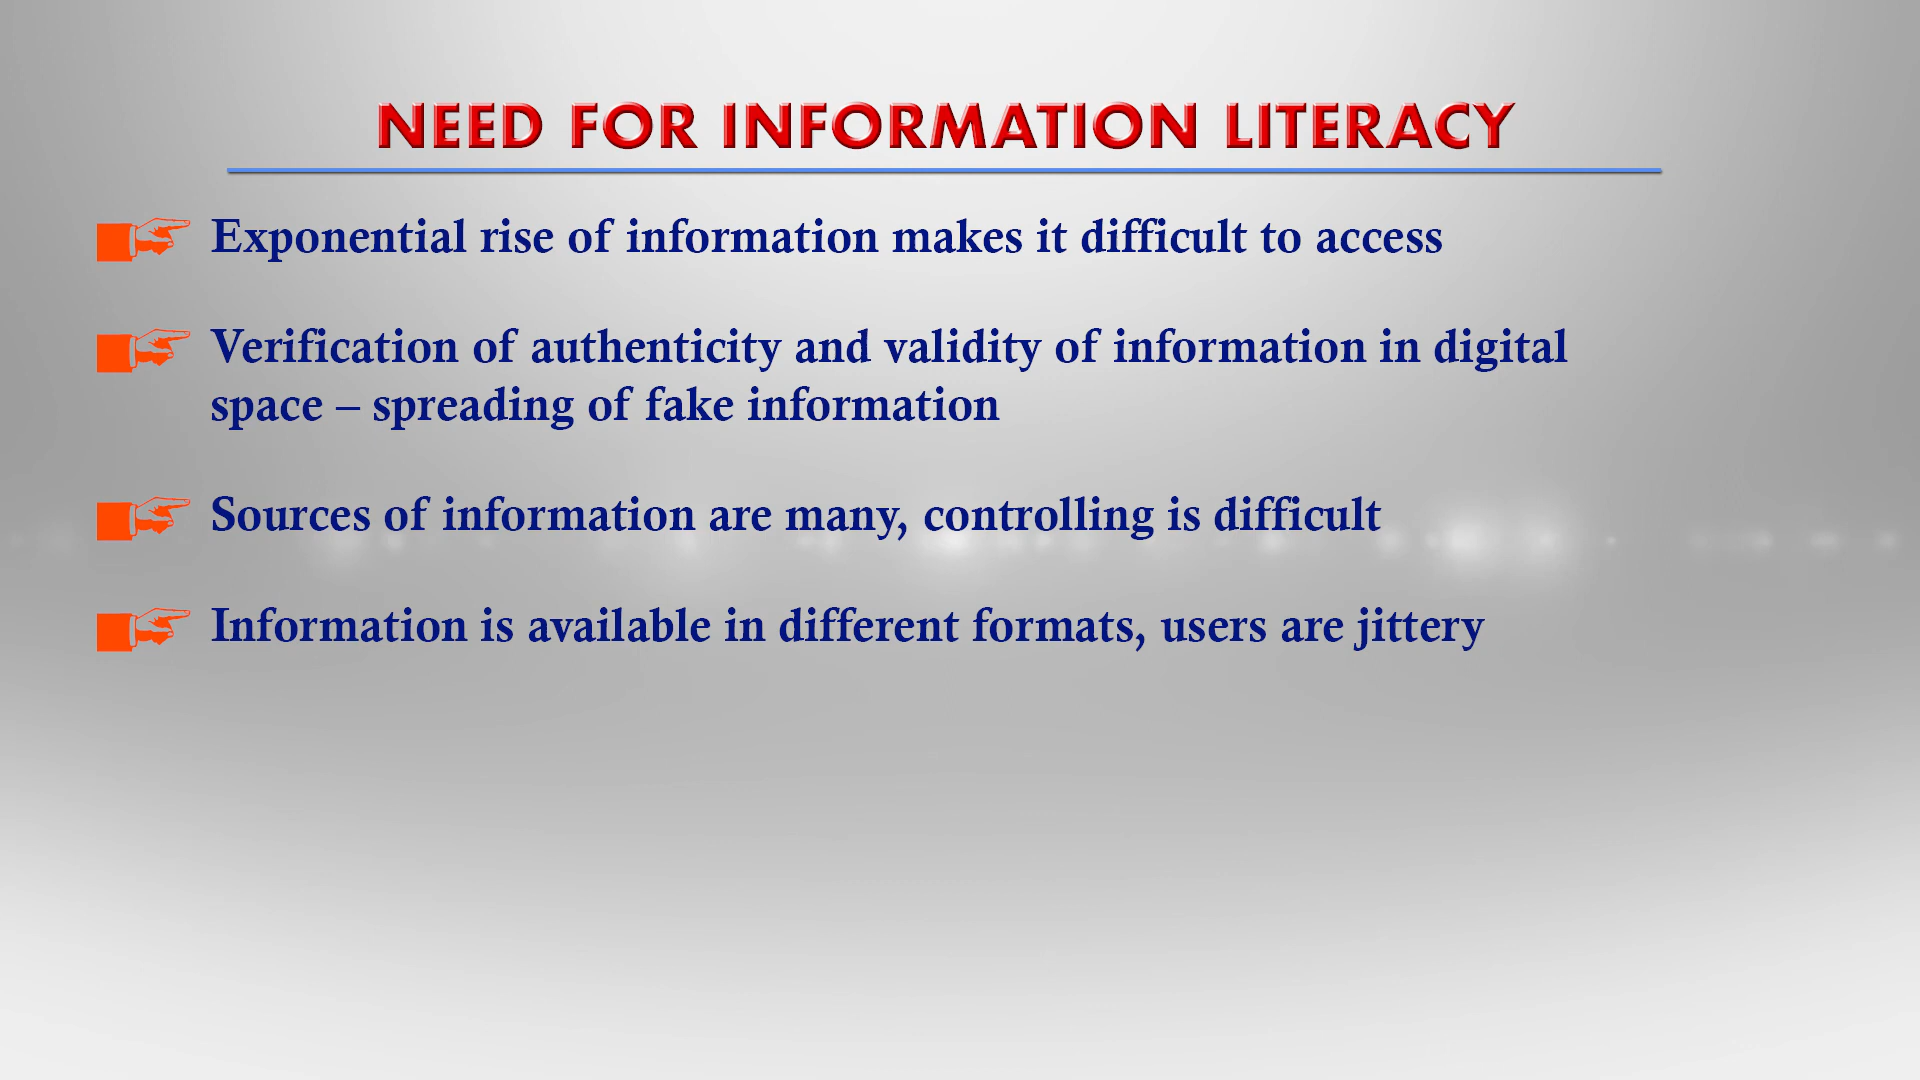 NEED FOR INFORMATION LITERACY
Exponential rise of information makes it difficult to access
Verification of authenticity and validity of information in digital
space – spreading of fake information
Sources of information are many, controlling is difficult
Information is available in different formats, users are jittery